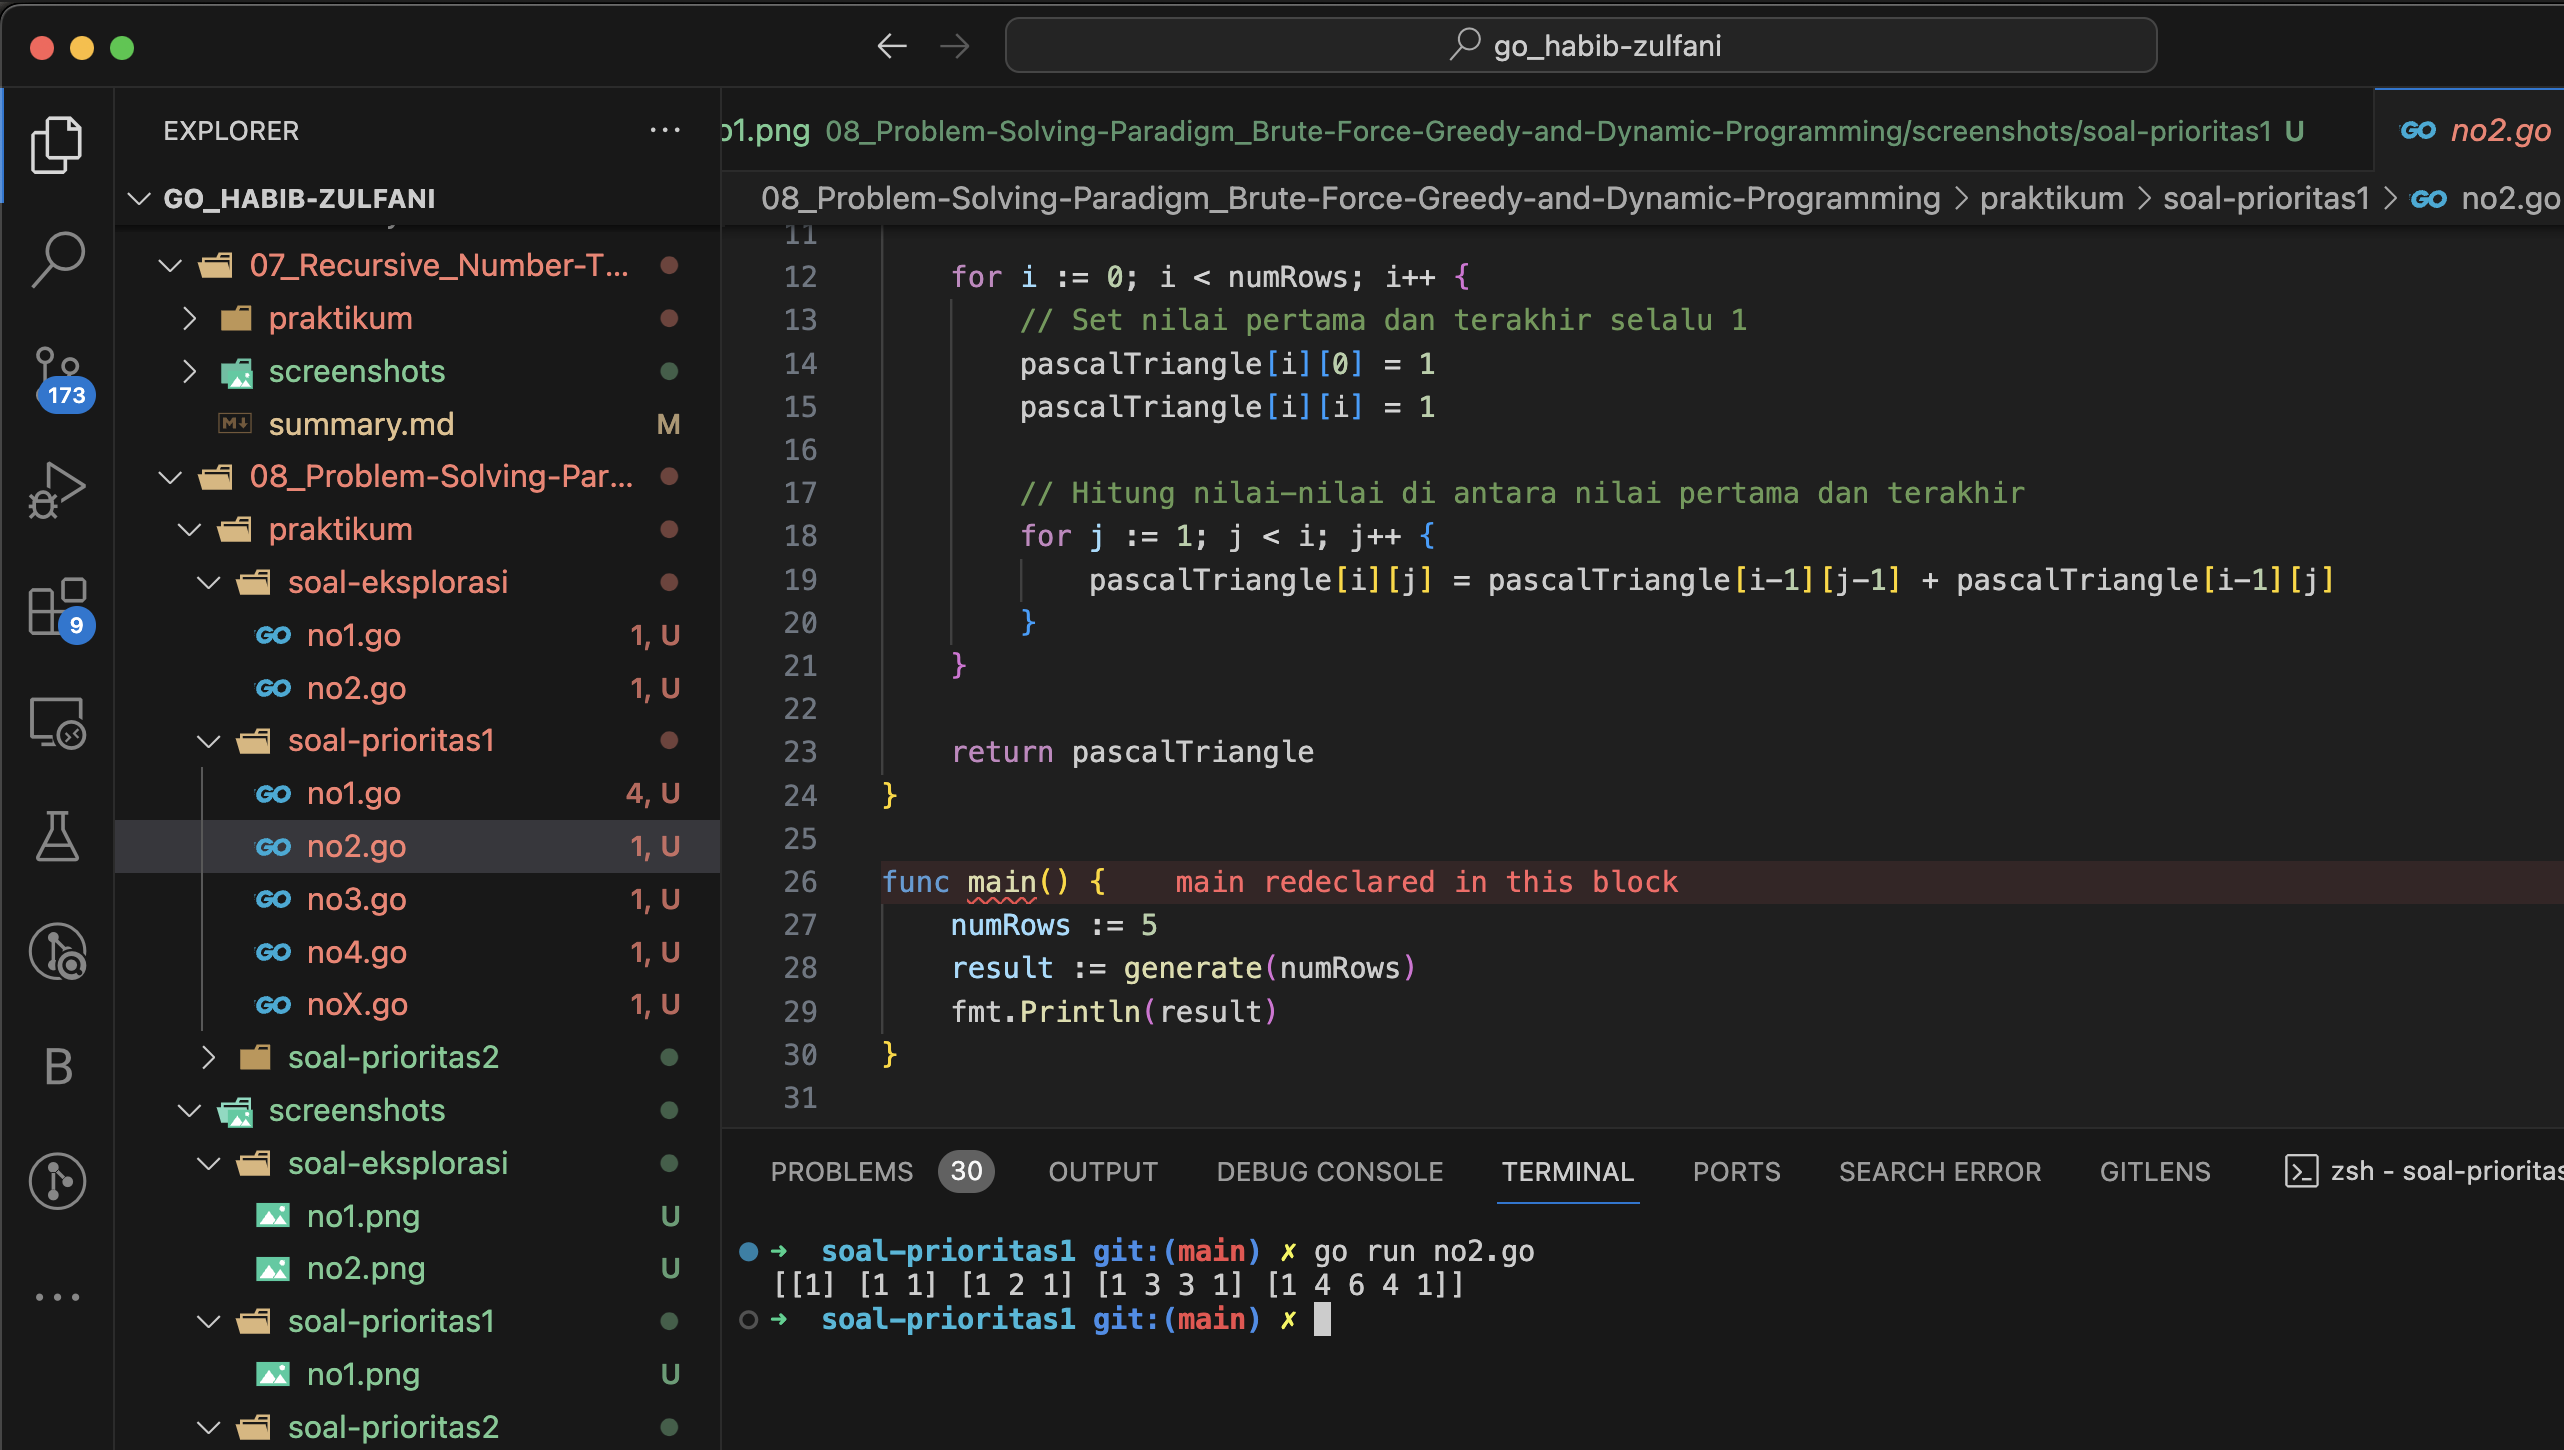 go_habib-zulfani
EXPLORER
GO_HABIB-ZULFANI
07_Recursive_Number-T...
praktikum
screenshots
summary.md M
08_Problem-Solving-Par...
praktikum
soal-eksplorasi
GO no1.go 1, U
GO no2.go 1, U
soal-prioritas1
GO no1.go 4, U
GO no2.go 1, U
GO no3.go 1, U
GO no4.go 1, U
GO noX.go 1, U
soal-prioritas2
screenshots
soal-eksplorasi
no1.png U
no2.png U
soal-prioritas1
no1.png U
soal-prioritas2
173
9
B
o1.png 08_Problem-Solving-Paradigm_Brute-Force-Greedy-and-Dynamic-Programming/screenshots/soal-prioritas1 U
GO no2.go
08_Problem-Solving-Paradigm_Brute-Force-Greedy-and-Dynamic-Programming > praktikum > soal-prioritas1 > GO no2.go
11
12 for i := 0; i < numRows; i++ {
13 // Set nilai pertama dan terakhir selalu 1
14 pascalTriangle[i][0] = 1
15 pascalTriangle[i][i] = 1
16
17 // Hitung nilai-nilai di antara nilai pertama dan terakhir
18 for j := 1; j < i; j++ {
19 pascalTriangle[i][j] = pascalTriangle[i-1][j-1] + pascalTriangle[i-1][j]
20 }
21 }
22
23 return pascalTriangle
24 }
25
26 func main() { main redeclared in this block
27 numRows := 5
28 result := generate(numRows)
29 fmt.Println(result)
30 }
31
PROBLEMS 30 OUTPUT DEBUG CONSOLE TERMINAL PORTS SEARCH ERROR GITLENS zsh - soal-prioritas
➜ soal-prioritas1 git:(main) ✗ go run no2.go
[[1] [1 1] [1 2 1] [1 3 3 1] [1 4 6 4 1]]
➜ soal-prioritas1 git:(main) ✗